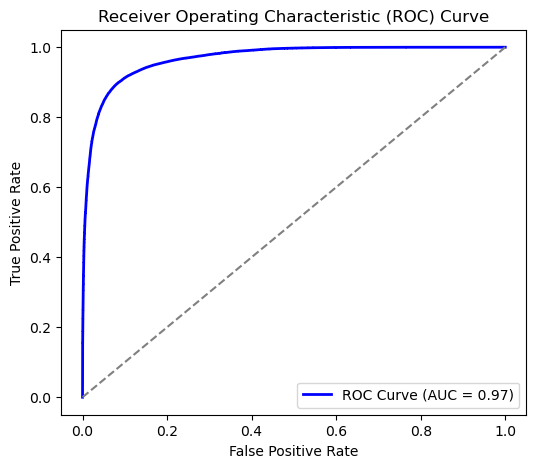 Receiver Operating Characteristic (ROC) Curve
True Positive Rate
1.0
0.8
0.6
0.4
0.2
0.0
ROC Curve (AUC = 0.97)
0.0 0.2 0.4 0.6 0.8 1.0
False Positive Rate